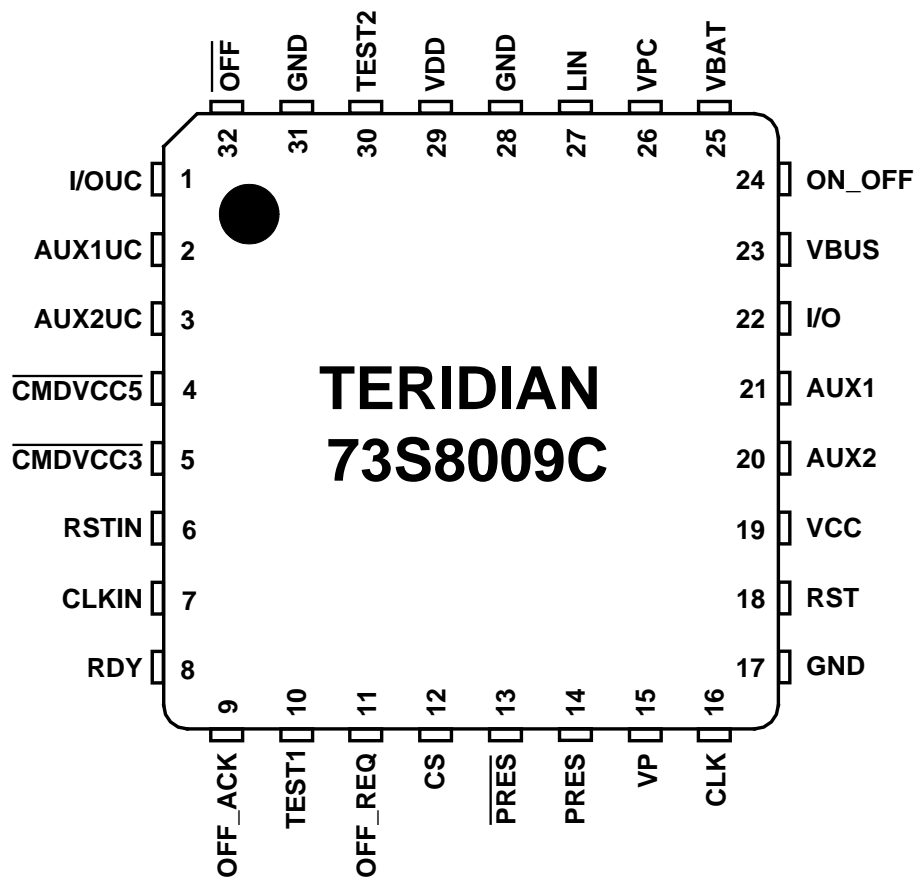 OFF
GND
TEST2
VDD
GND
LIN
VPC
VBAT
32
31
30
29
28
27
26
25
I/OUC 1
24 ON_OFF
AUX1UC 2
23 VBUS
AUX2UC 3
22 I/O
CMDVCC5 4
21 AUX1
CMDVCC3 5
20 AUX2
RSTIN 6
19 VCC
CLKIN 7
18 RST
RDY 8
17 GND
TERIDIAN
73S8009C
9
10
11
12
13
14
15
16
OFF_ACK
TEST1
OFF_REQ
CS
PRES
PRES
VP
CLK